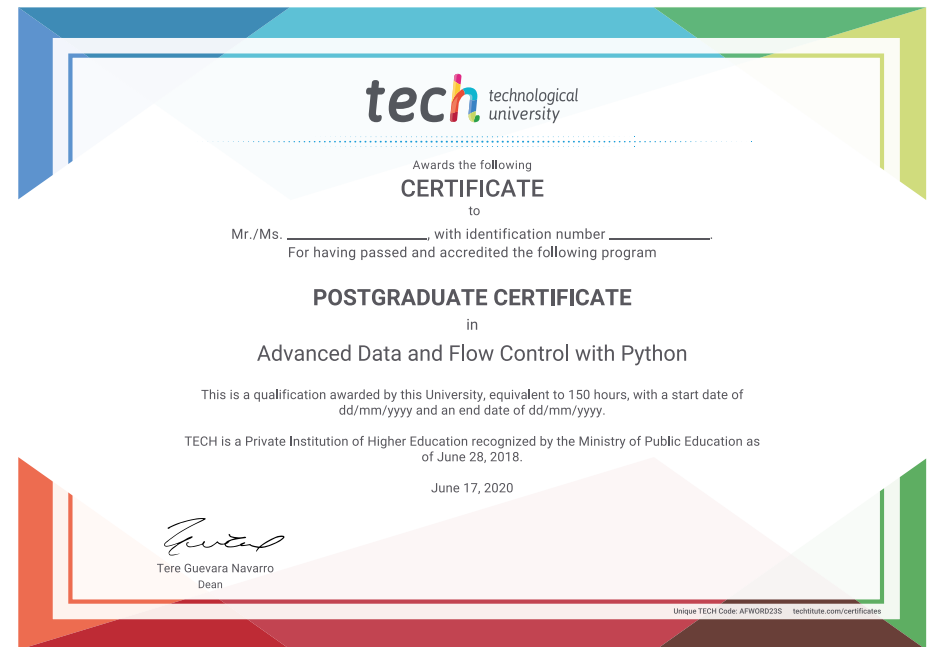 tech technological
university
Awards the following
CERTIFICATE
to
Mr./Ms. ____________________, with identification number ______________.
For having passed and accredited the following program
POSTGRADUATE CERTIFICATE
in
Advanced Data and Flow Control with Python
This is a qualification awarded by this University, equivalent to 150 hours, with a start date of
dd/mm/yyyy and an end date of dd/mm/yyyy.
TECH is a Private Institution of Higher Education recognized by the Ministry of Public Education as
of June 28, 2018.
June 17, 2020
Tere Guevara Navarro
Dean
Unique TECH Code: AFWORD23S techtitute.com/certificates